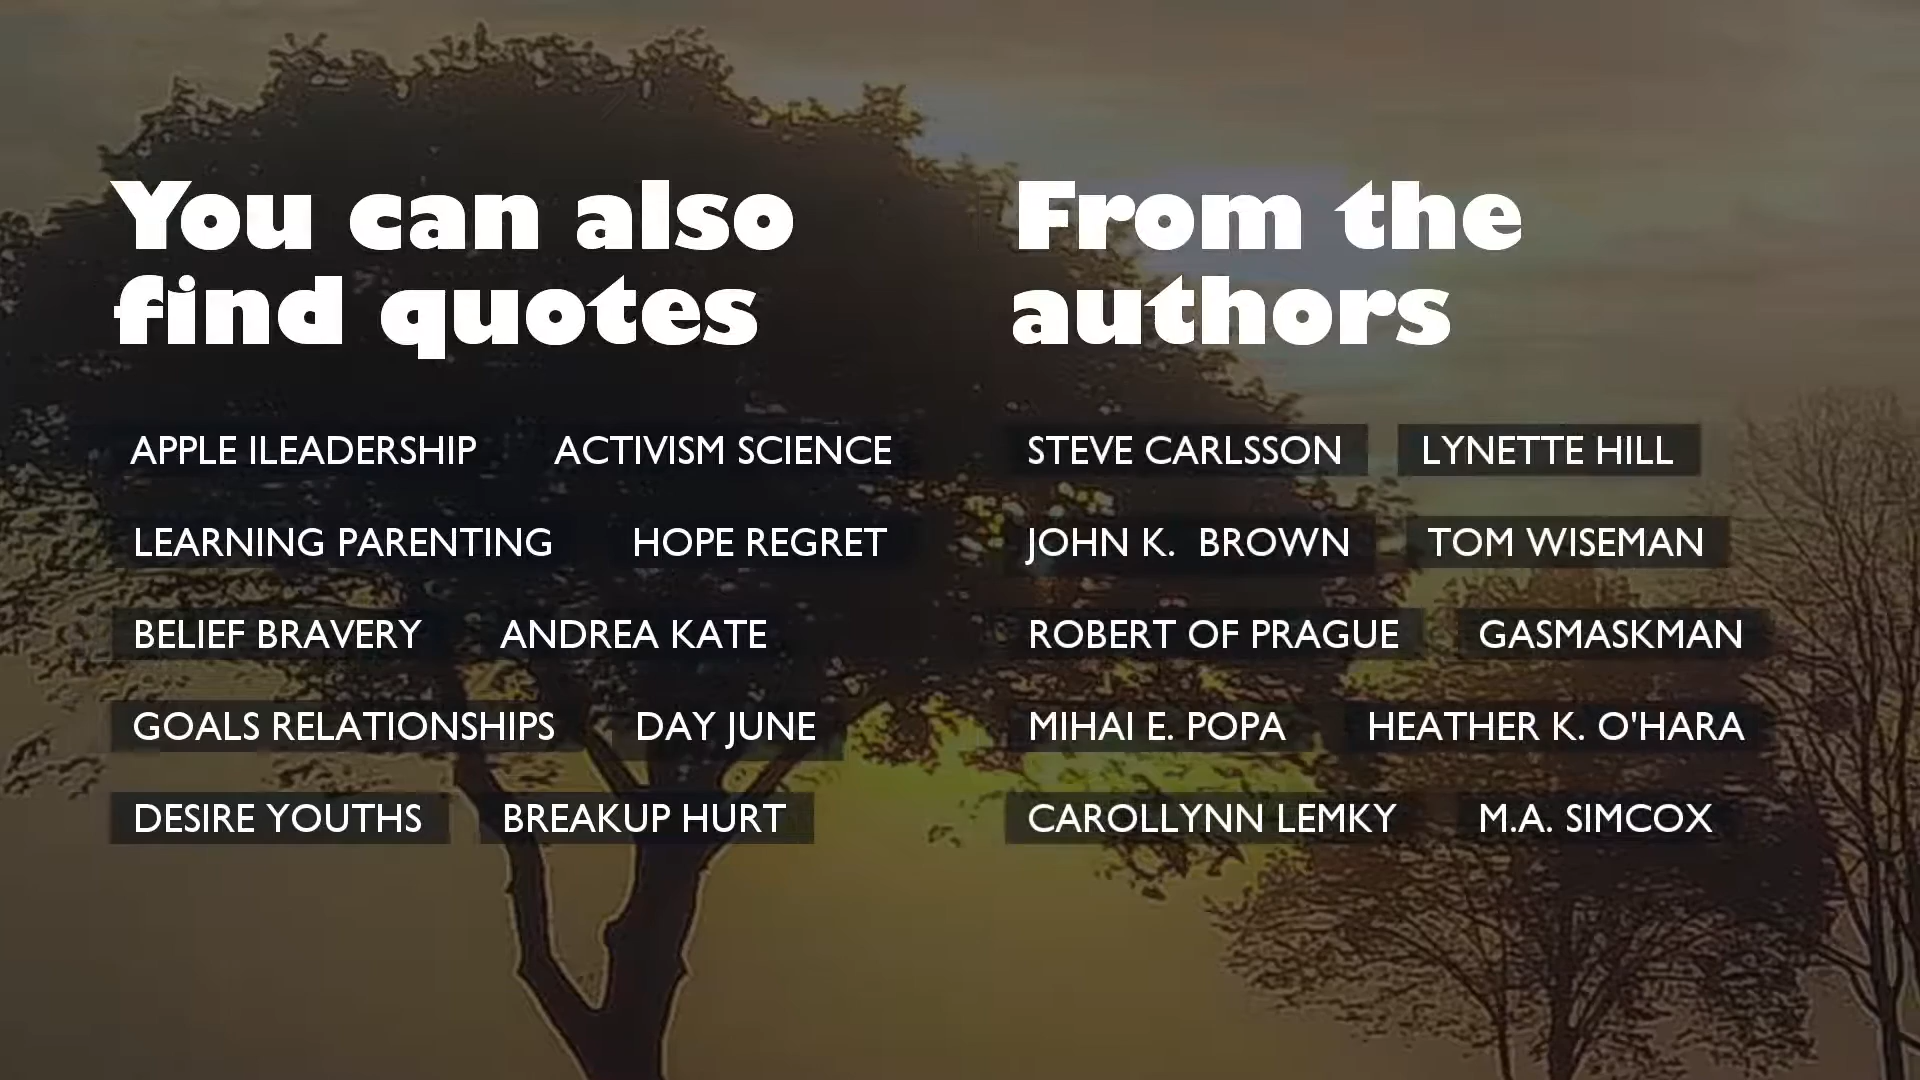 You can also
find quotes
APPLE ILEADERSHIP ACTIVISM SCIENCE
LEARNING PARENTING HOPE REGRET
BELIEF BRAVERY ANDREA KATE
GOALS RELATIONSHIPS DAY JUNE
DESIRE YOUTHS BREAKUP HURT
From the
authors
STEVE CARLSSON LYNETTE HILL
JOHN K.  BROWN TOM WISEMAN
ROBERT OF PRAGUE GASMASKMAN
MIHAI E. POPA HEATHER K. O'HARA
CAROLLYNN LEMKY M.A. SIMCOX